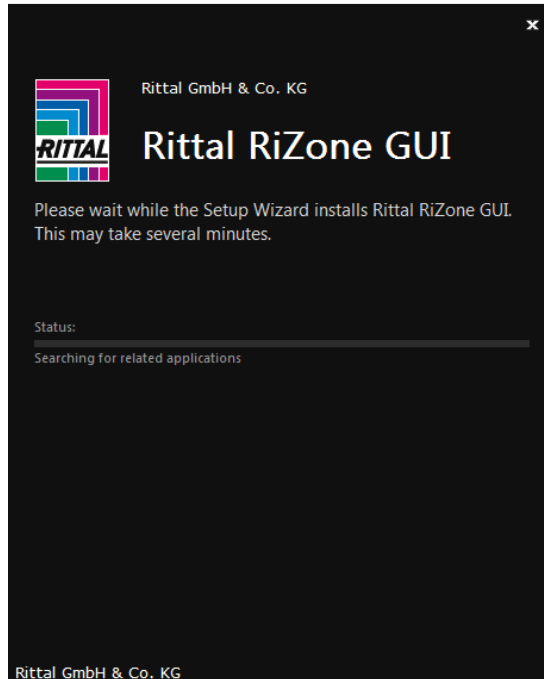 x
Rittal GmbH & Co. KG
RITTAL
Rittal RiZone GUI
Please wait while the Setup Wizard installs Rittal RiZone GUI.
This may take several minutes.
Status:
Searching for related applications
Rittal GmbH & Co. KG